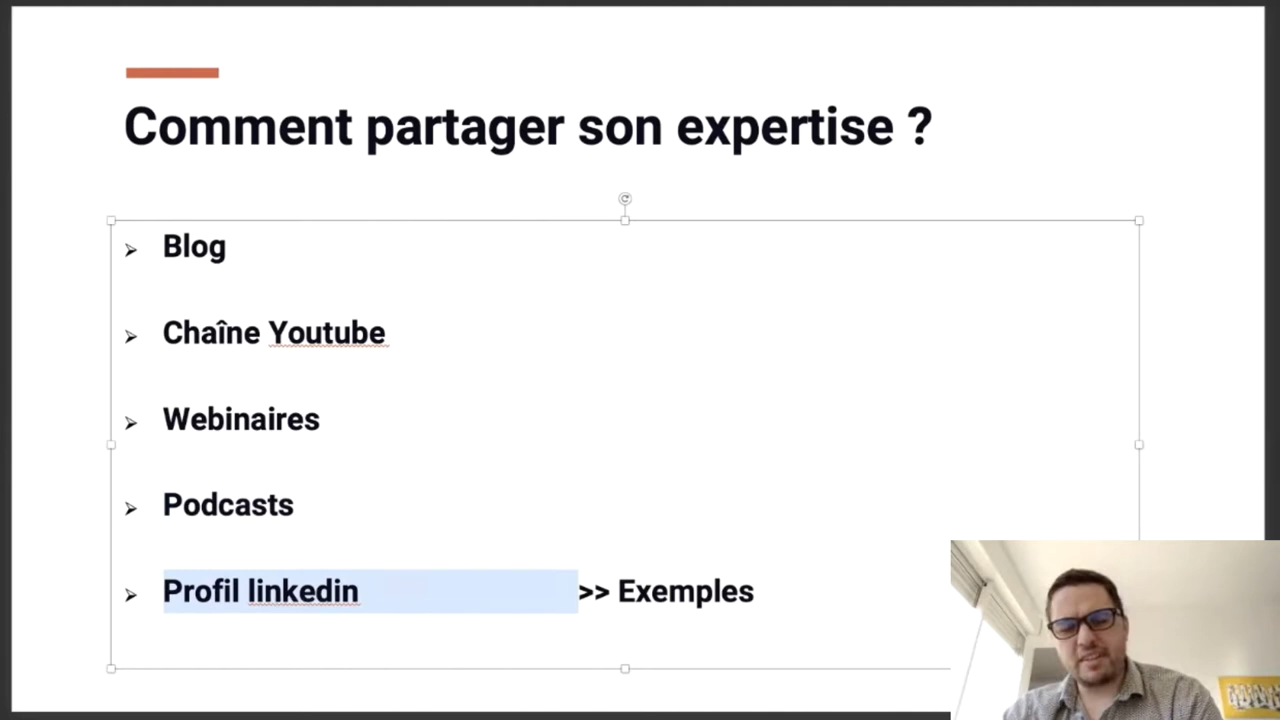 Comment partager son expertise ?
Blog
Chaîne Youtube
Webinaires
Podcasts
Profil linkedin >> Exemples